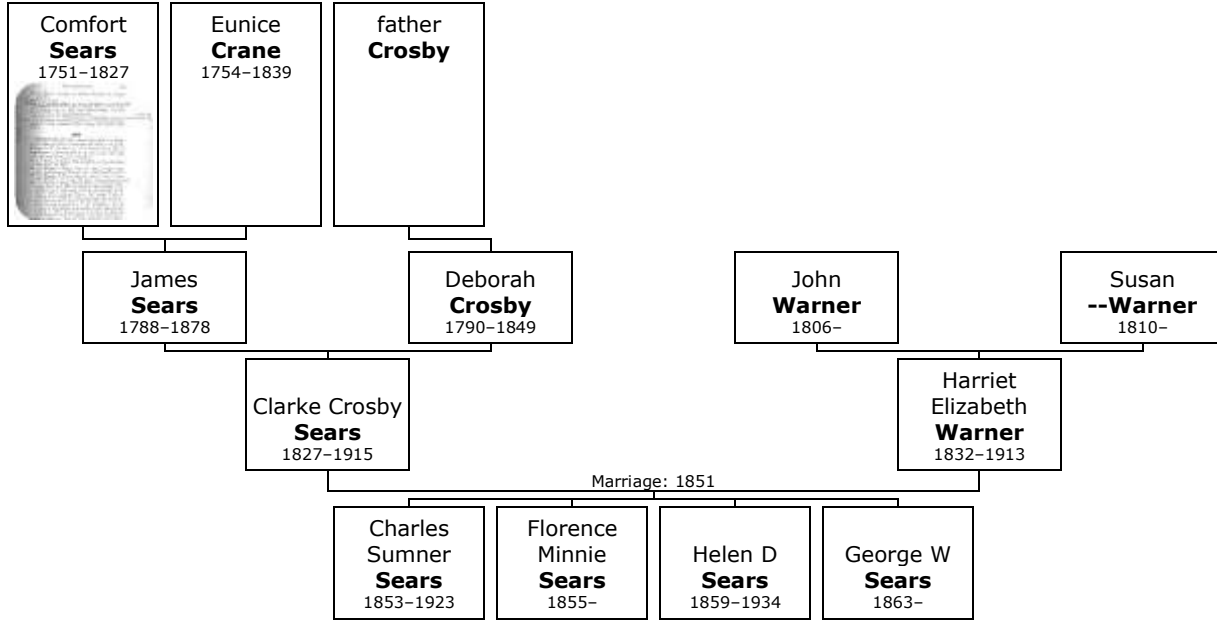 Comfort
Sears
1751–1827
Eunice
Crane
1754–1839
father
Crosby
James
Sears
1788–1878
Deborah
Crosby
1790–1849
John
Warner
1806–
Susan
--Warner
1810–
Clarke Crosby
Sears
1827–1915
Harriet
Elizabeth
Warner
1832–1913
Marriage: 1851
Charles
Sumner
Sears
1853–1923
Florence
Minnie
Sears
1855–
Helen D
Sears
1859–1934
George W
Sears
1863–